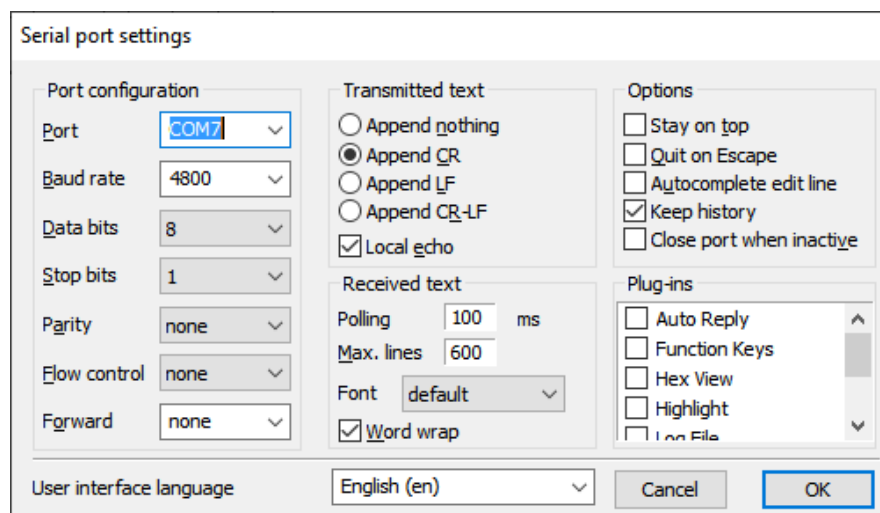 Serial port settings
Port configuration
Port COM7
Baud rate 4800
Data bits 8
Stop bits 1
Parity none
Flow control none
Forward none
Transmitted text
Append nothing
Append CR
Append LF
Append CR-LF
Local echo
Received text
Polling 100 ms
Max. lines 600
Font default
Word wrap
Options
Stay on top
Quit on Escape
Autocomplete edit line
Keep history
Close port when inactive
Plug-ins
Auto Reply
Function Keys
Hex View
Highlight
Log File
User interface language English (en) Cancel OK